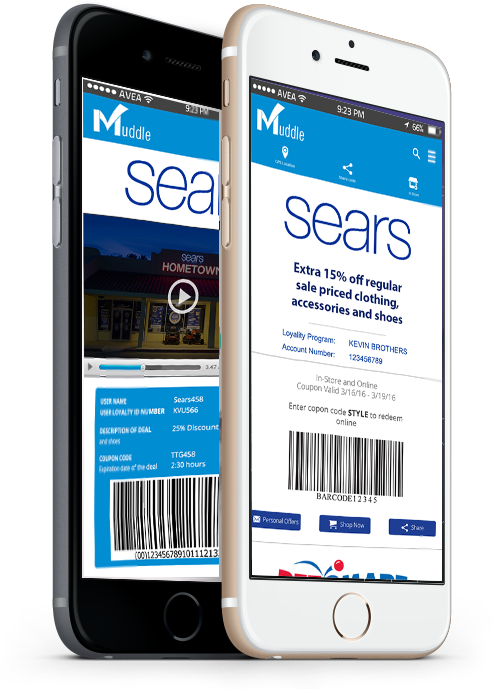 AVEA
9:23 PM
Muddle
sea
sears
HOMETOWN
3.47
USER NAME Sears458
USER LOYALITY ID NUMBER KVU566
DESCRIPTION OF DEAL 25% Discount
and shoes
COUPON CODE TTG458
Expiration date of the deal 2:30 hours
AVEA 9:23 PM 66%
Muddle
GPS Location
sears
Extra 15% off regular
sale priced clothing,
accessories and shoes
Loyality Program: KEVIN BROTHERS
Account Number: 123456789
In-Store and Online
Coupon Valid 3/16/16 - 3/19/16
Enter copon code STYLE to redeem
online
BARCODE12345
Personal Offers Shop Now Share